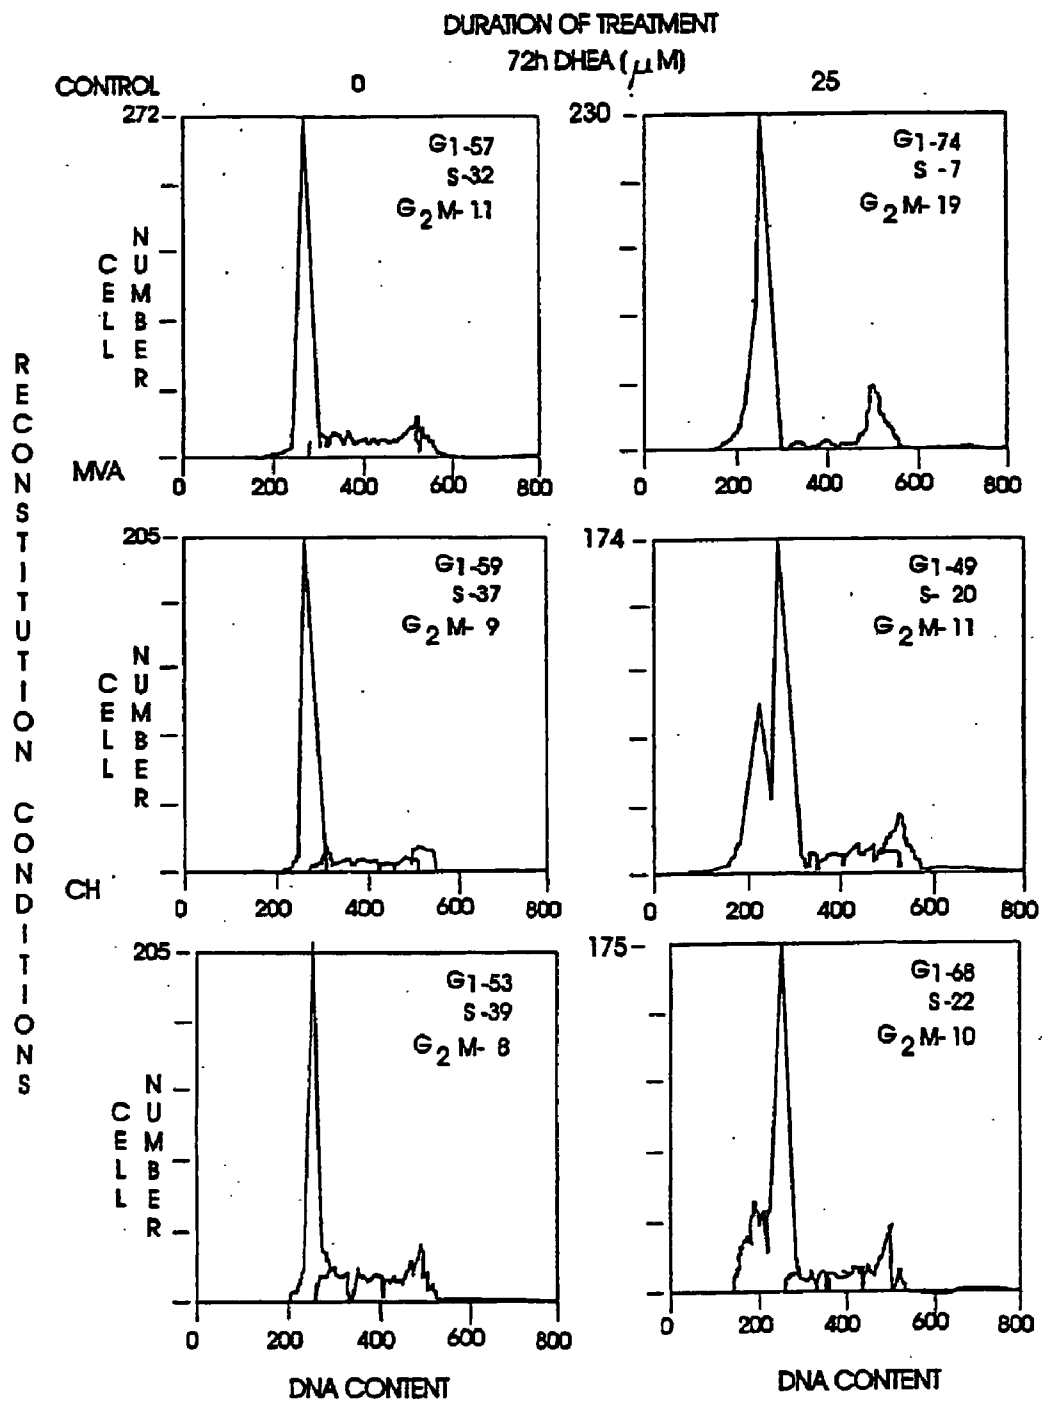 DURATION OF TREATMENT
72h DHEA (μM)
CONTROL 0 25
RECONSTITUTION CONDITIONS
272
CELL NUMBER
G1-57
S-32
G2M-11
0 200 400 600 800
230
G1-74
S -7
G2M-19
0 200 400 600 800
MVA
205
CELL NUMBER
G1-59
S-37
G2M- 9
0 200 400 600 800
174
G1-49
S- 20
G2M-11
0 200 400 600 800
CH
205
CELL NUMBER
G1-53
S-39
G2M- 8
0 200 400 600 800
DNA CONTENT
175
G1-68
S-22
G2M-10
0 200 400 600 800
DNA CONTENT